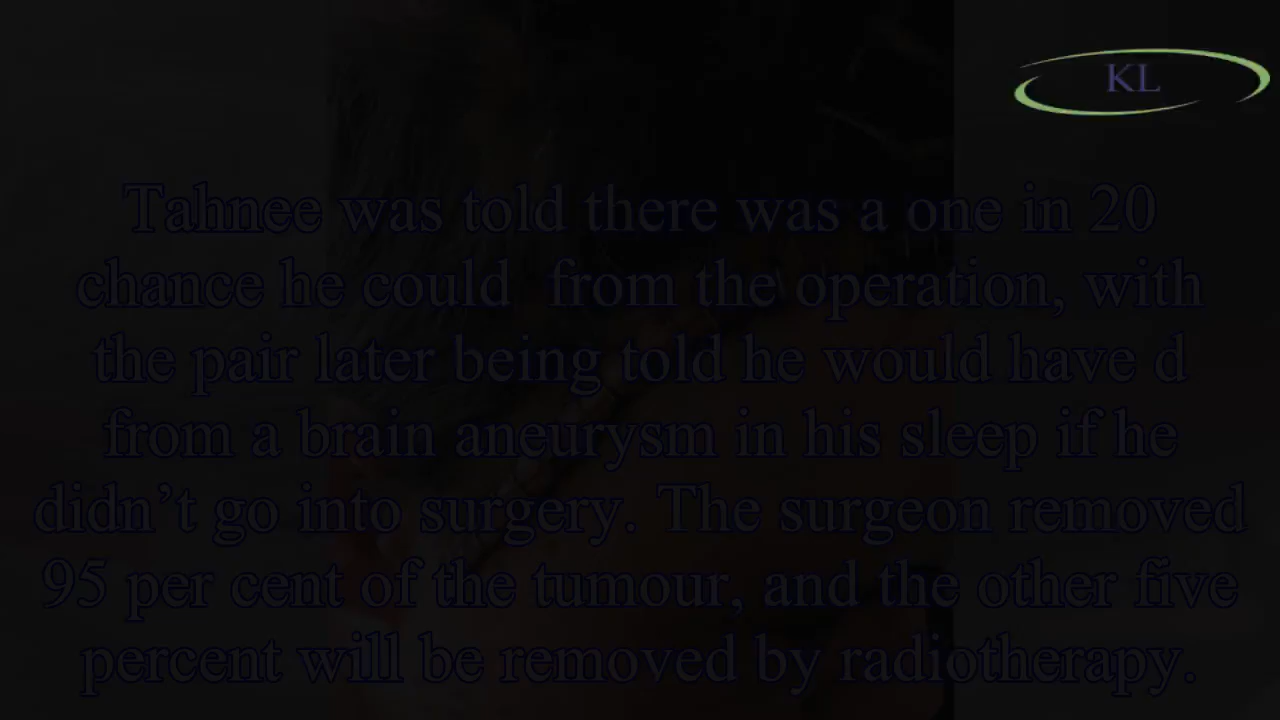 KL
Tahnee was told there was a one in 20
chance he could from the operation, with
the pair later being told he would have d
from a brain aneurysm in his sleep if he
didn’t go into surgery. The surgeon removed
95 per cent of the tumour, and the other five
percent will be removed by radiotherapy.